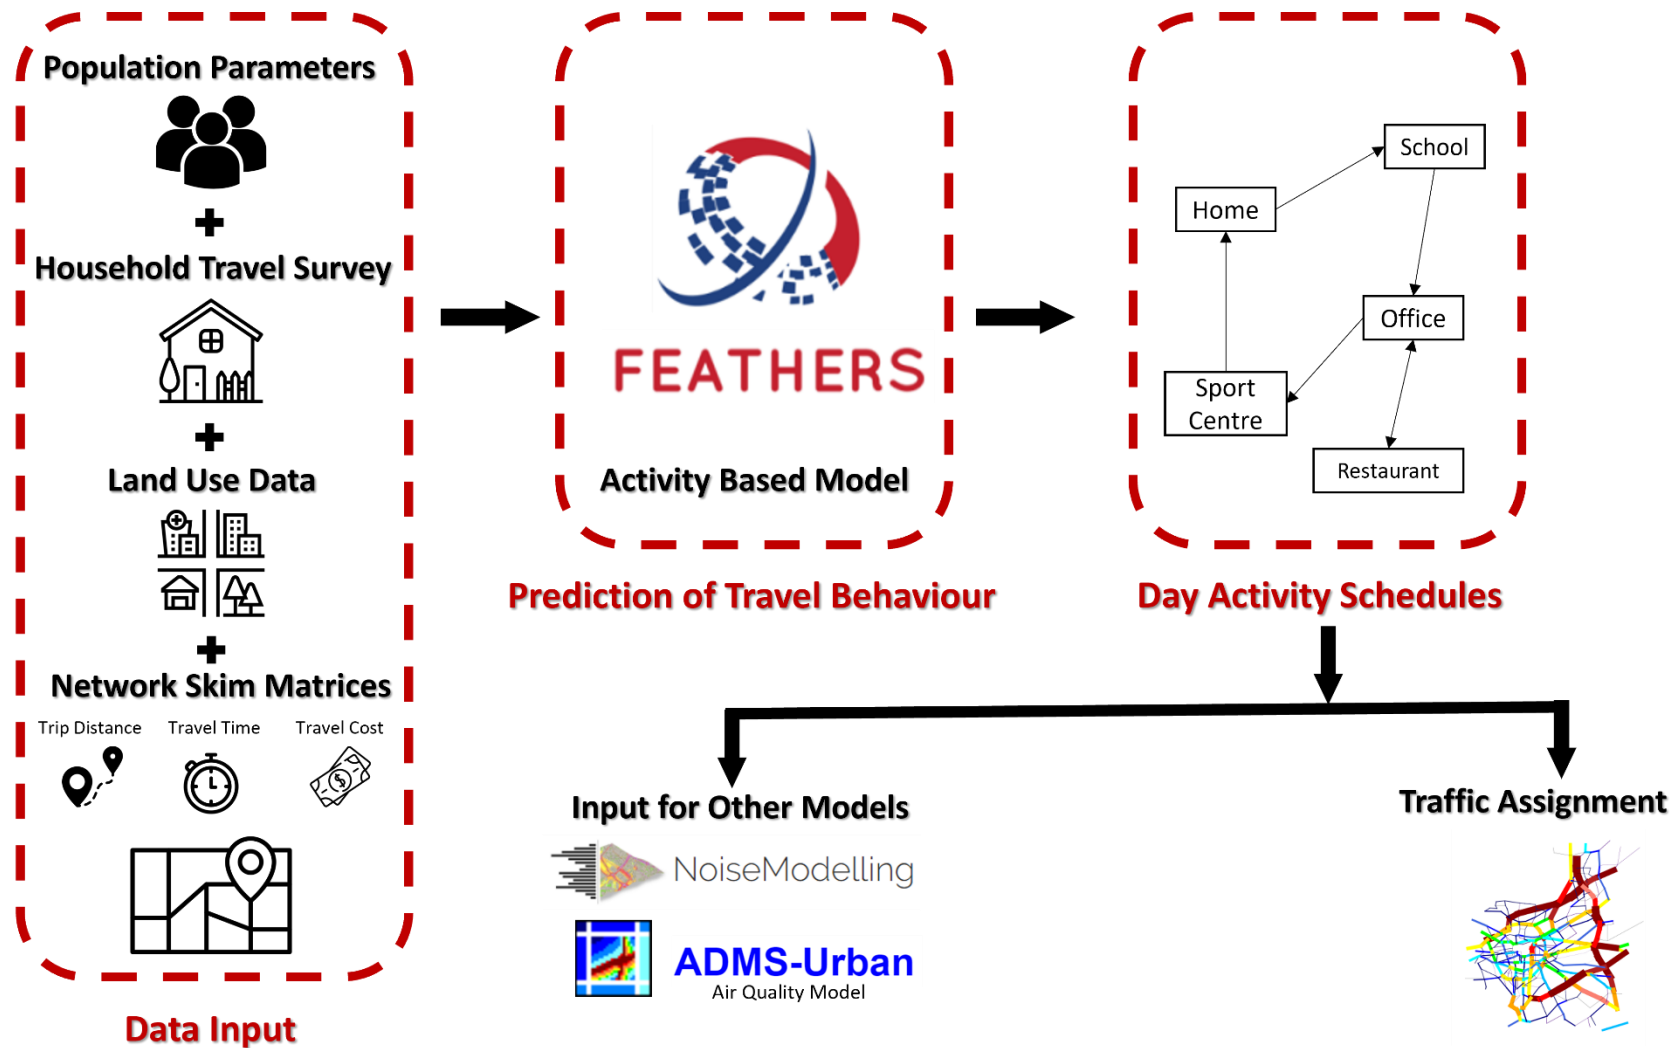 Population Parameters
Household Travel Survey
Land Use Data
Network Skim Matrices
Trip Distance
Travel Time
Travel Cost
Data Input
FEATHERS
Activity Based Model
Prediction of Travel Behaviour
School
Home
Office
Sport
Centre
Restaurant
Day Activity Schedules
Input for Other Models
NoiseModelling
ADMS-Urban
Air Quality Model
Traffic Assignment